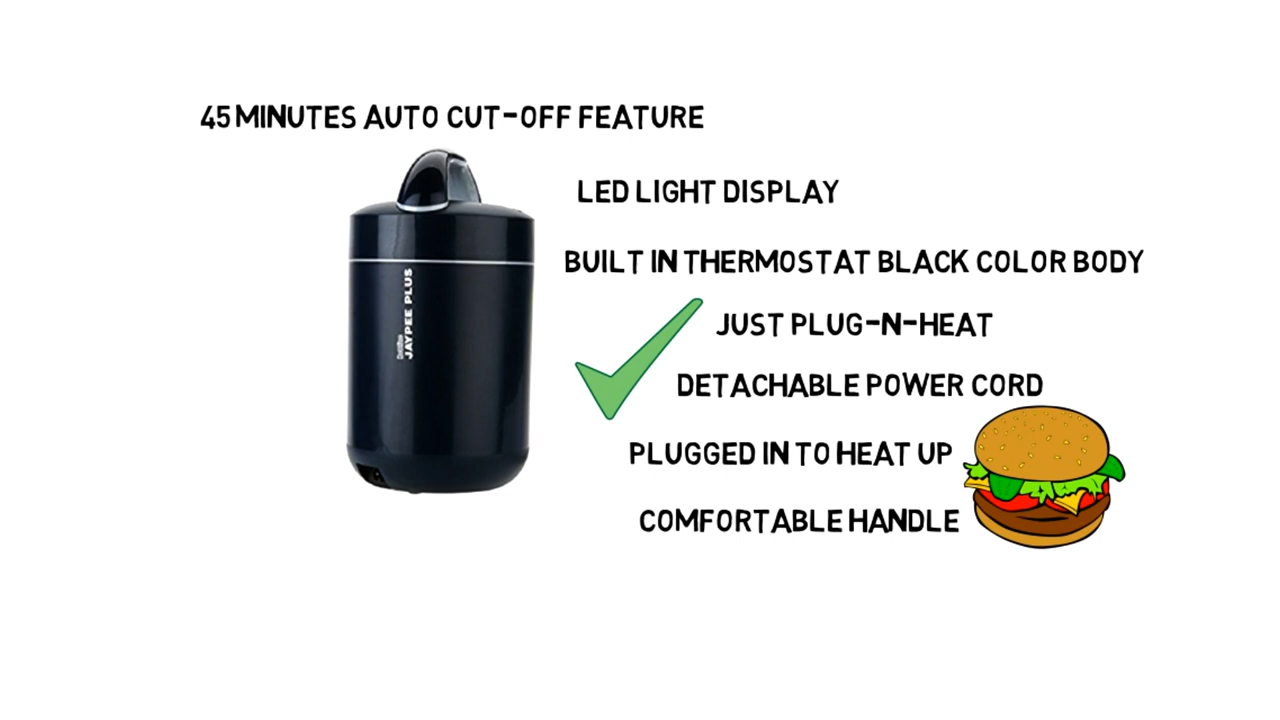 45 MINUTES AUTO CUT-OFF FEATURE
LED LIGHT DISPLAY
BUILT IN THERMOSTAT BLACK COLOR BODY
JAYPEE PLUS
JUST PLUG-N-HEAT
DETACHABLE POWER CORD
PLUGGED IN TO HEAT UP
COMFORTABLE HANDLE